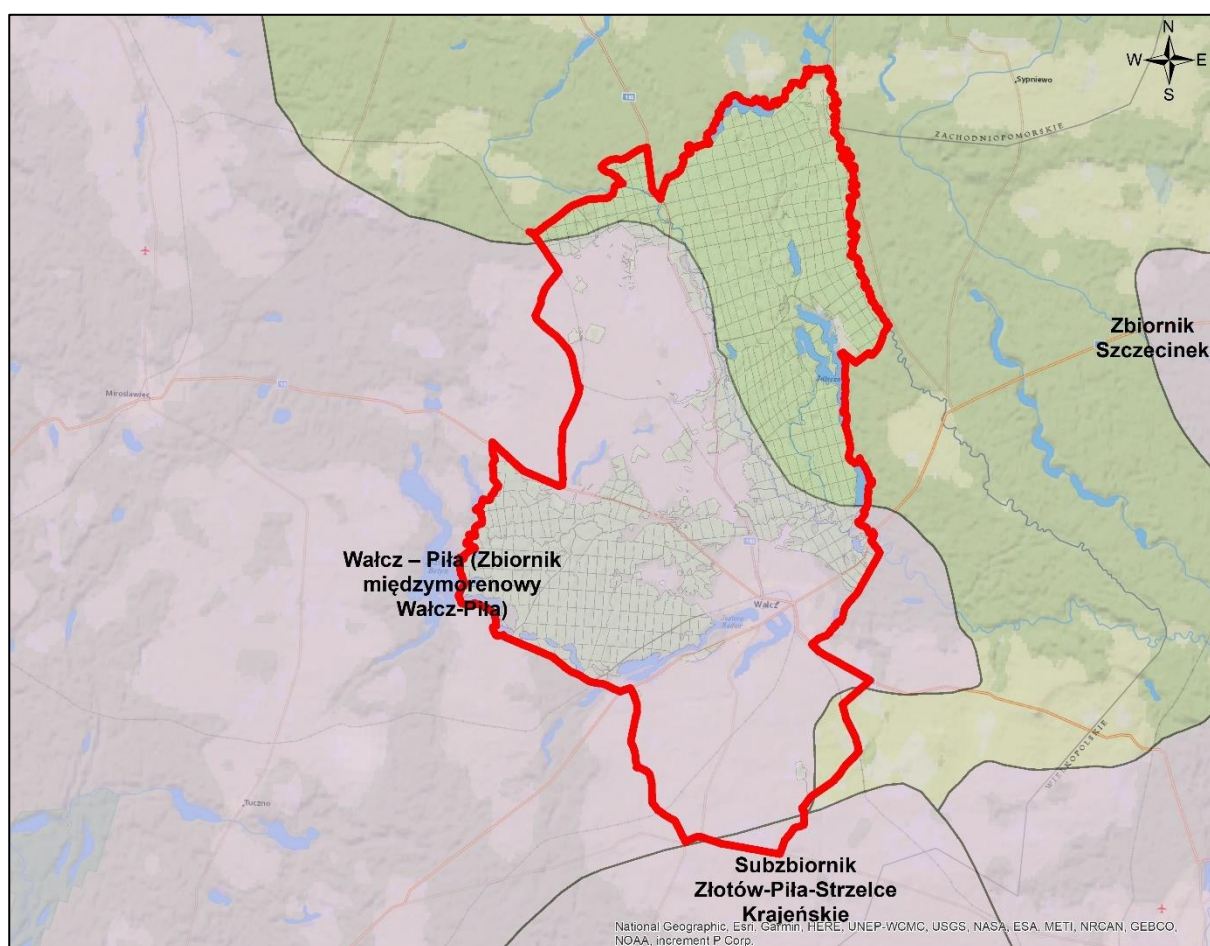 N
W E
S
Sypniewo
ZACHODNIOPOMORSKIE
Zbiornik
Szczecinek
Mirosławiec
10
Wałcz – Piła (Zbiornik
międzymorenowy
Wałcz-Piła)
Wałcz
WIELKOPOLSKIE
Tuczno
Subzbiornik
Złotów-Piła-Strzelce
Krajeńskie
National Geographic, Esri, Garmin, HERE, UNEP-WCMC, USGS, NASA, ESA, METI, NRCAN, GEBCO,
NOAA, increment P Corp.